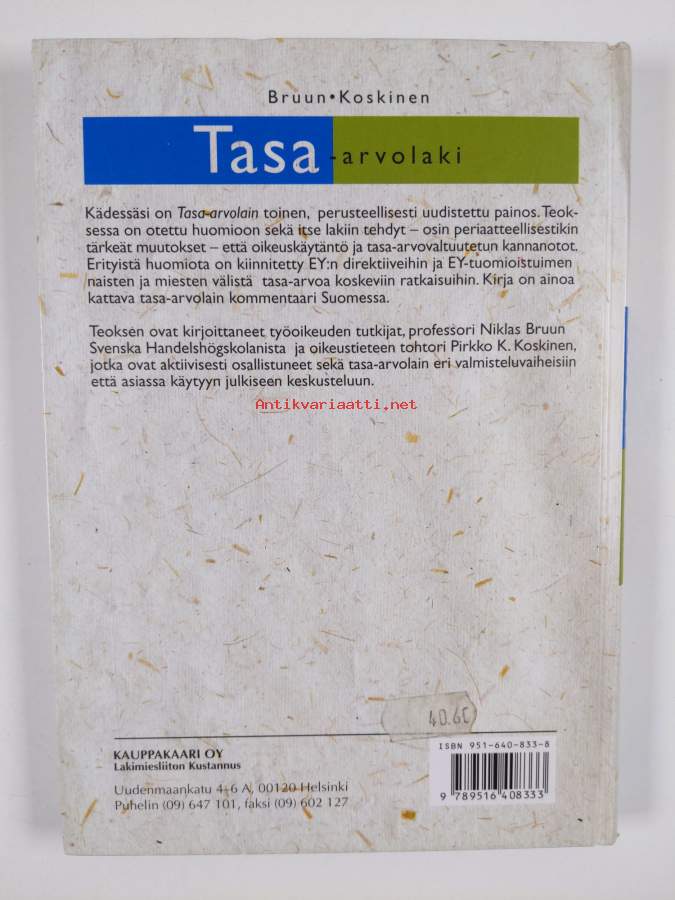 Bruun • Koskinen
Tasa-arvolaki
Kädessäsi on Tasa-arvolain toinen, perusteellisesti uudistettu painos. Teok-
sessa on otettu huomioon sekä itse lakiin tehdyt – osin periaatteellisestikin
tärkeät muutokset – että oikeuskäytäntö ja tasa-arvovaltuutetun kannanotot.
Erityistä huomiota on kiinnitetty EY:n direktiiveihin ja EY-tuomioistuimen
naisten ja miesten välistä tasa-arvoa koskeviin ratkaisuihin. Kirja on ainoa
kattava tasa-arvolain kommentaari Suomessa.
Teoksen ovat kirjoittaneet työoikeuden tutkijat, professori Niklas Bruun
Svenska Handelshögskolanista ja oikeustieteen tohtori Pirkko K. Koskinen,
jotka ovat aktiivisesti osallistuneet sekä tasa-arvolain eri valmisteluvaiheisiin
että asiassa käytyyn julkiseen keskusteluun.
Antikvariaatti.net
40.6€
KAUPPAKAARI OY
Lakimiesliiton Kustannus
Uudenmaankatu 4–6 A, 00120 Helsinki
Puhelin (09) 647 101, faksi (09) 602 127
ISBN 951-640-833-8
9 789516 408333